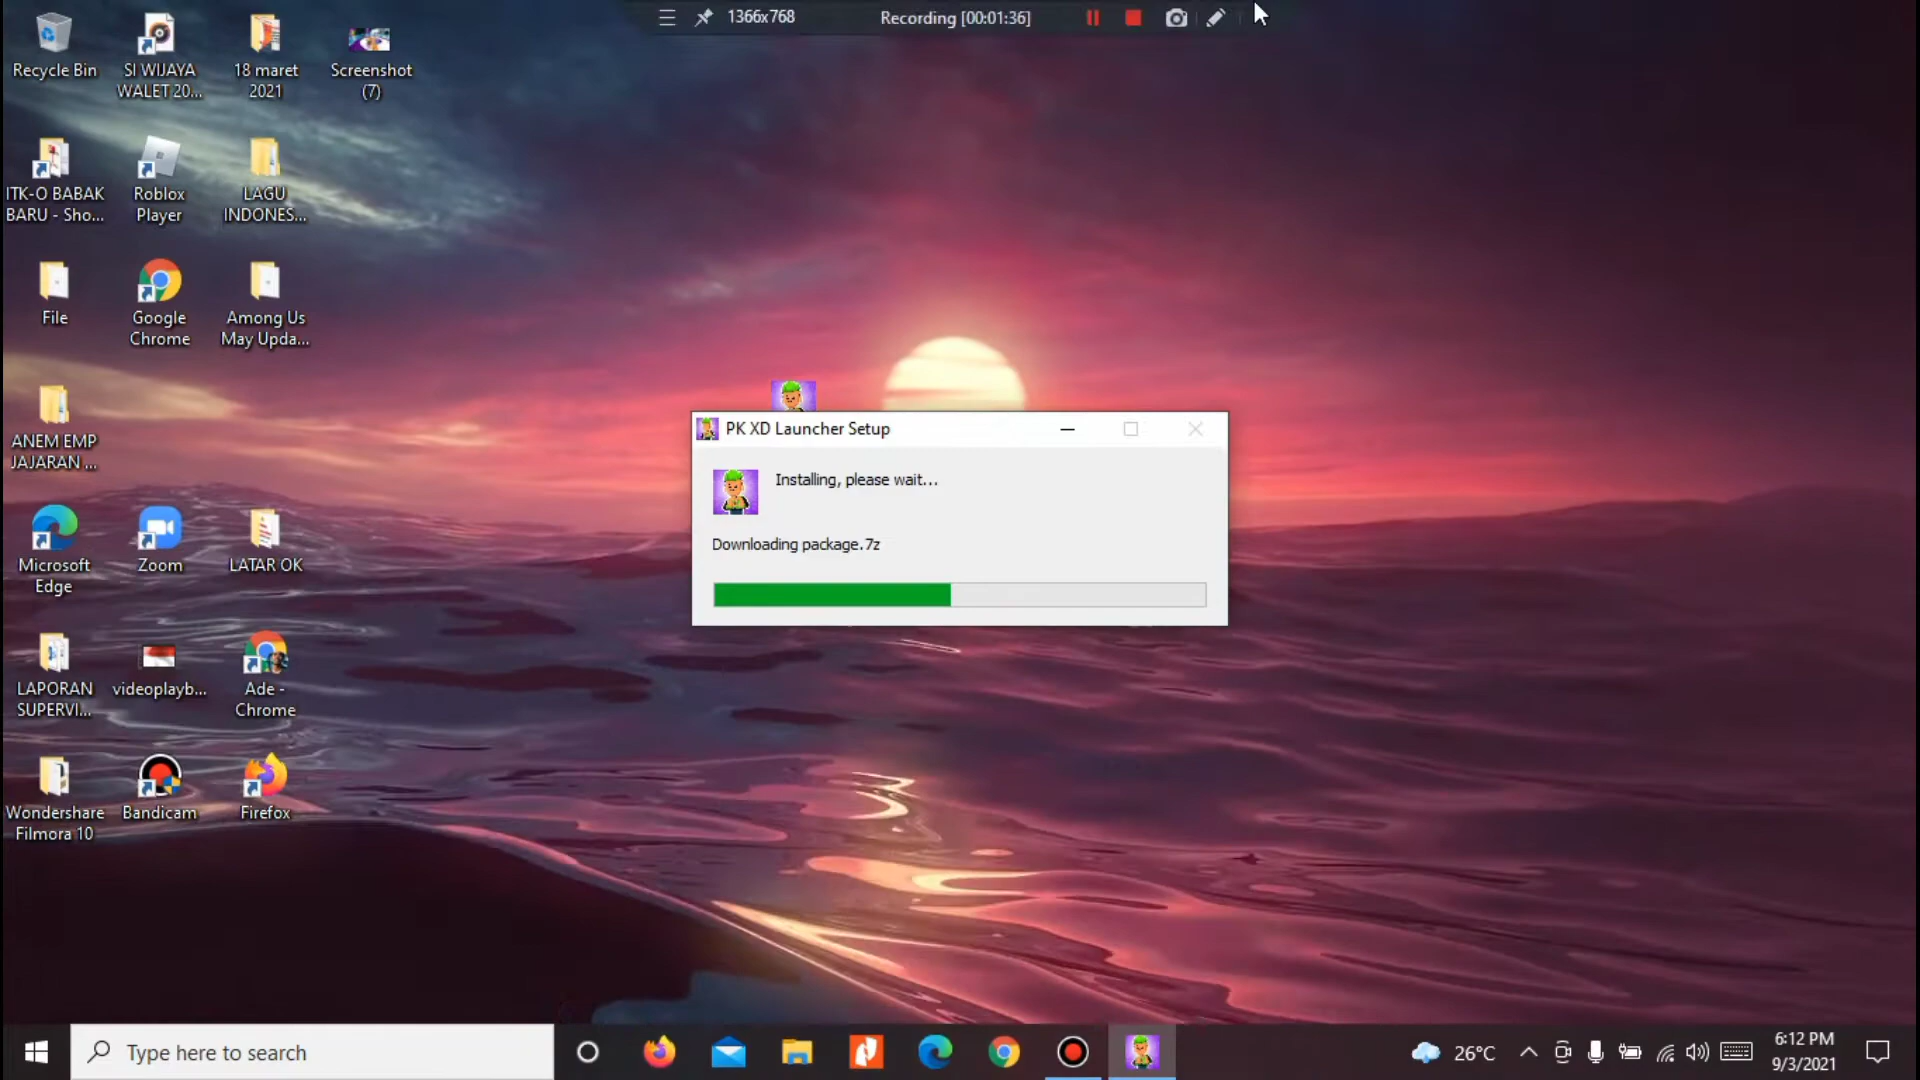 1366x768
Recording [00:01:36]
Recycle Bin
SI WIJAYA
WALET 20...
18 maret
2021
Screenshot
(7)
ITK-O BABAK
BARU - Sho...
Roblox
Player
LAGU
INDONES...
File
Google
Chrome
Among Us
May Upda...
ANEM EMP
JAJARAN ...
PK XD Launcher Setup
Installing, please wait...
Downloading package.7z
Microsoft
Edge
Zoom
LATAR OK
LAPORAN
SUPERVI...
videoplayb...
Ade -
Chrome
Wondershare
Filmora 10
Bandicam
Firefox
Type here to search
26°C
6:12 PM
9/3/2021